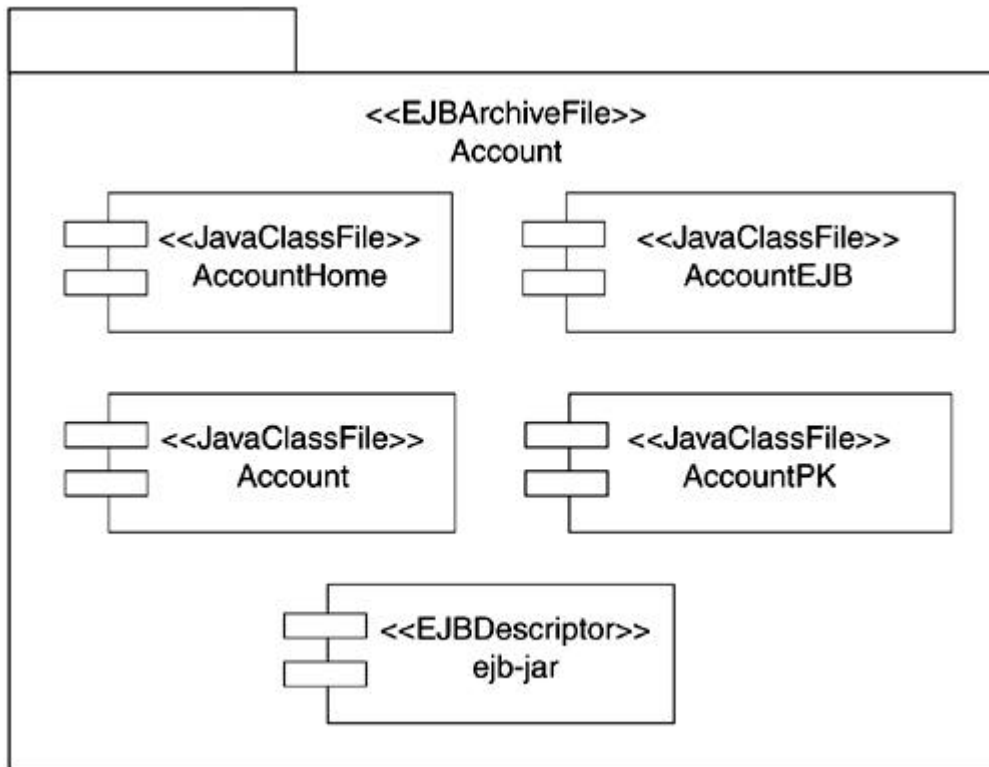 <<EJBArchiveFile>>
Account
<<JavaClassFile>>
AccountHome
<<JavaClassFile>>
AccountEJB
<<JavaClassFile>>
Account
<<JavaClassFile>>
AccountPK
<<EJBDescriptor>>
ejb-jar